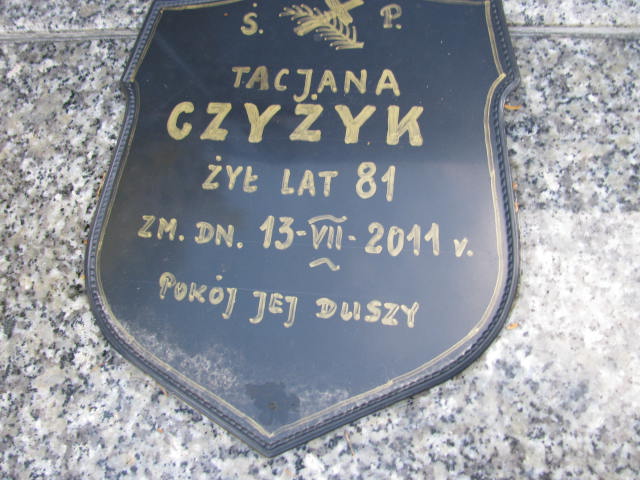 Ś. P.
TACJANA
CZYŻYK
ŻYŁ LAT 81
ZM. DN. 13-VII-2011 r.
POKÓJ JEJ DUSZY